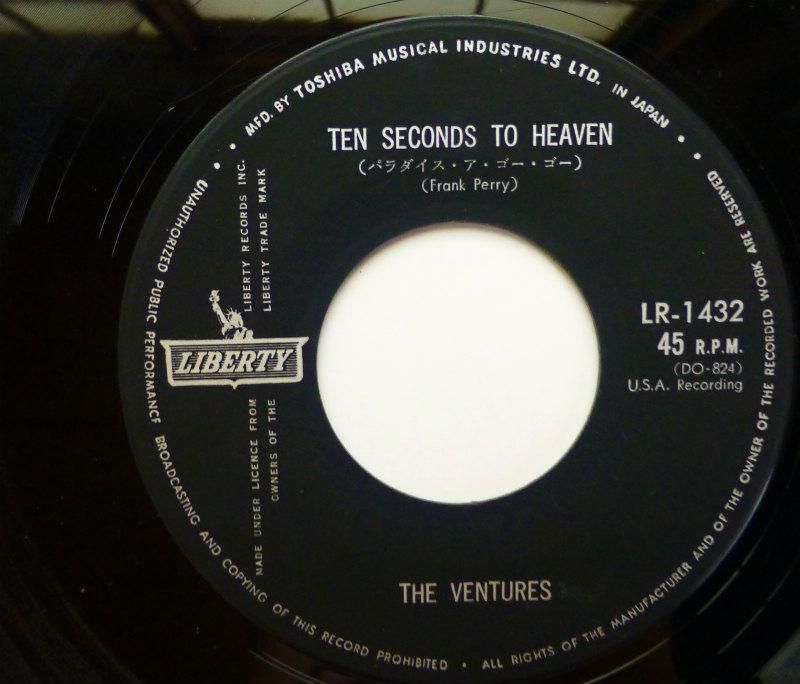 MFD. BY TOSHIBA MUSICAL INDUSTRIES LTD. IN JAPAN
TEN SECONDS TO HEAVEN
(パラダイス・ア・ゴー・ゴー)
(Frank Perry)
LIBERTY RECORDS INC.
LIBERTY TRADE MARK
LIBERTY
MADE UNDER LICENCE FROM
OWNERS OF THE
LR-1432
45 R.P.M.
(DO-824)
U.S.A. Recording
THE VENTURES
UNAUTHORIZED PUBLIC PERFORMANCE BROADCASTING AND COPYING OF THIS RECORD PROHIBITED • ALL RIGHTS OF THE MANUFACTURER AND OF THE OWNER OF THE RECORDED WORK ARE RESERVED